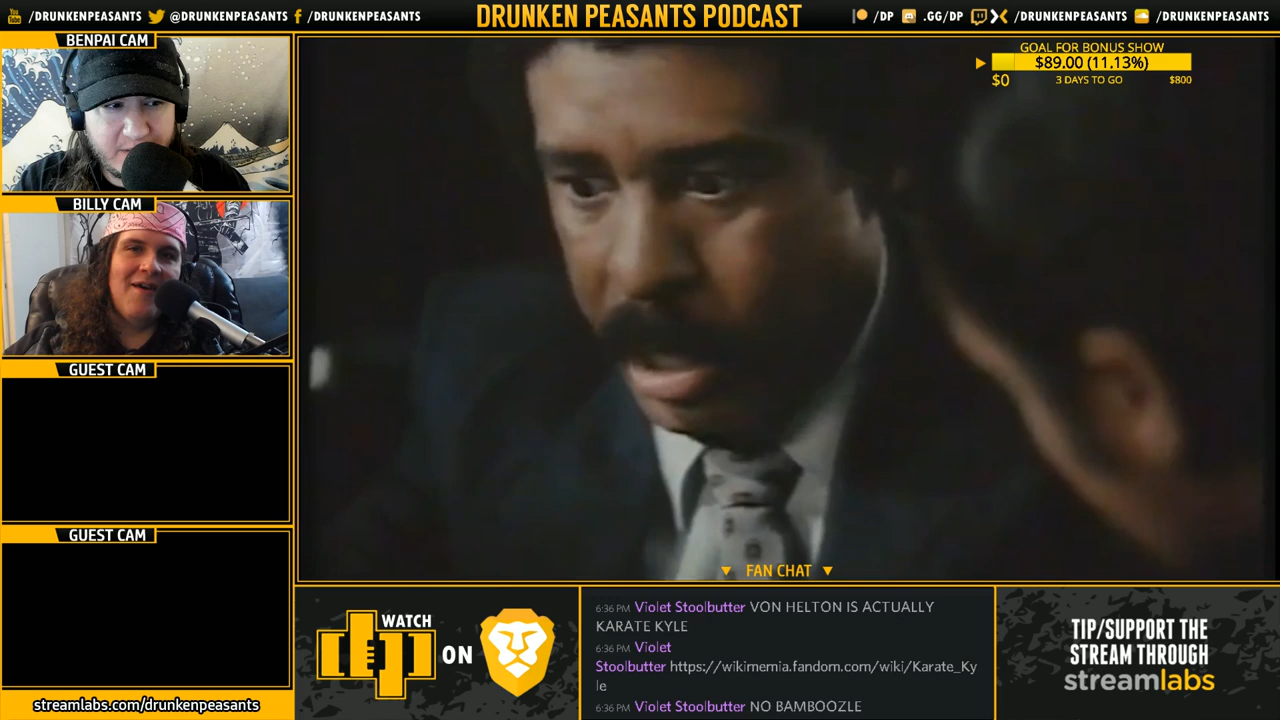 You Tube /DRUNKENPEASANTS @DRUNKENPEASANTS /DRUNKENPEASANTS
DRUNKEN PEASANTS PODCAST
/DP .GG/DP /DRUNKENPEASANTS /DRUNKENPEASANTS
BENPAI CAM
BILLY CAM
GUEST CAM
GUEST CAM
streamlabs.com/drunkenpeasants
GOAL FOR BONUS SHOW
$89.00 (11.13%)
$0 3 DAYS TO GO $800
▼ FAN CHAT ▼
WATCH
ON
6:36 PM Violet Stoolbutter VON HELTON IS ACTUALLY
KARATE KYLE
6:36 PM Violet
Stoolbutter https://wikimemia.fandom.com/wiki/Karate_Ky
le
6:36 PM Violet Stoolbutter NO BAMBOOZLE
TIP/SUPPORT THE
STREAM THROUGH
streamlabs